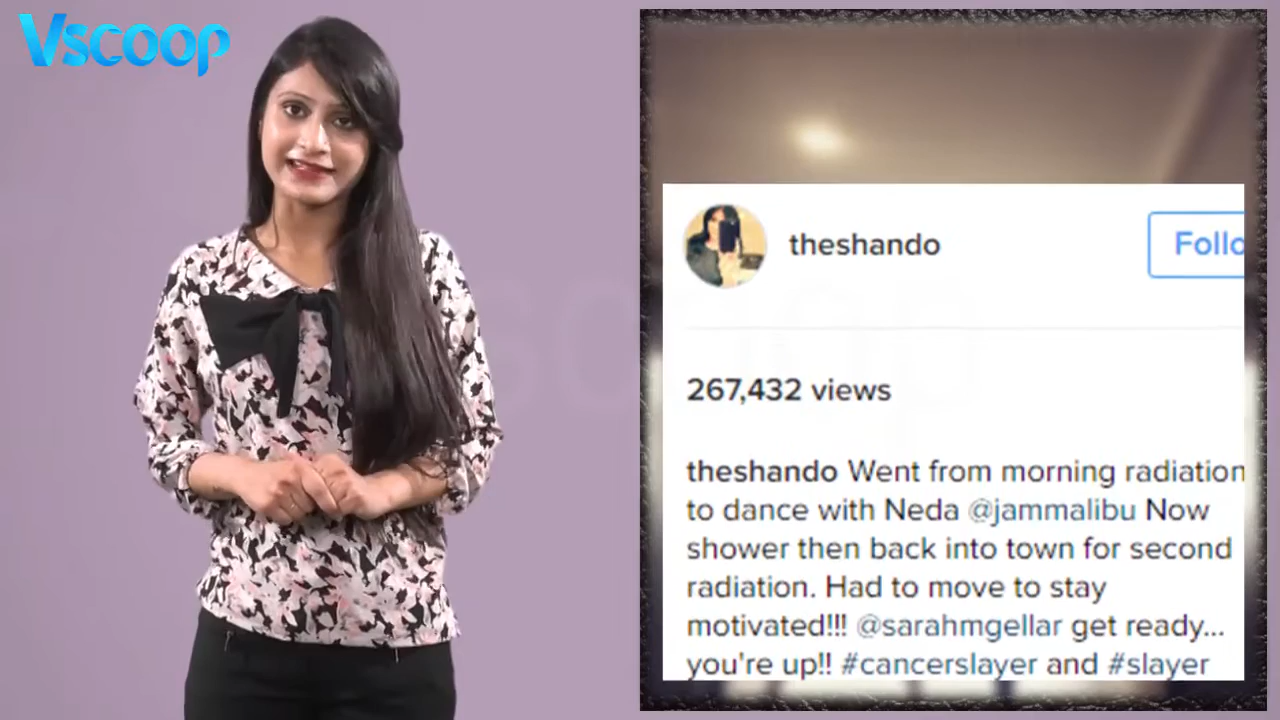 Vscoop
theshando
Follo
267,432 views
theshando Went from morning radiation
to dance with Neda @jammalibu Now
shower then back into town for second
radiation. Had to move to stay
motivated!!! @sarahmgellar get ready...
you're up!! #cancerslayer and #slayer